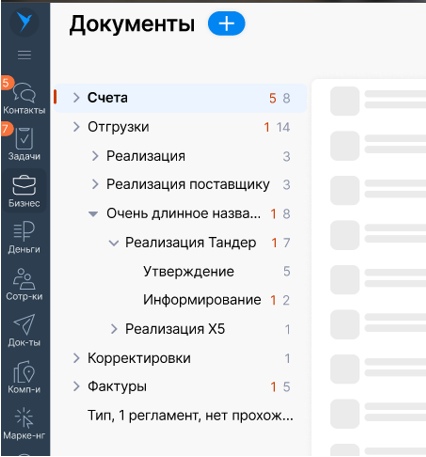 Документы
5
Контакты
7
Задачи
Бизнес
Деньги
Сотр-ки
Док-ты
Комп-и
Марке-нг
Счета 5 8
Отгрузки 1 14
Реализация 3
Реализация поставщику 3
Очень длинное назва... 1 8
Реализация Тандер 1 7
Утверждение 5
Информирование 1 2
Реализация X5 1
Корректировки 1
Фактуры 1 5
Тип, 1 регламент, нет прохож...